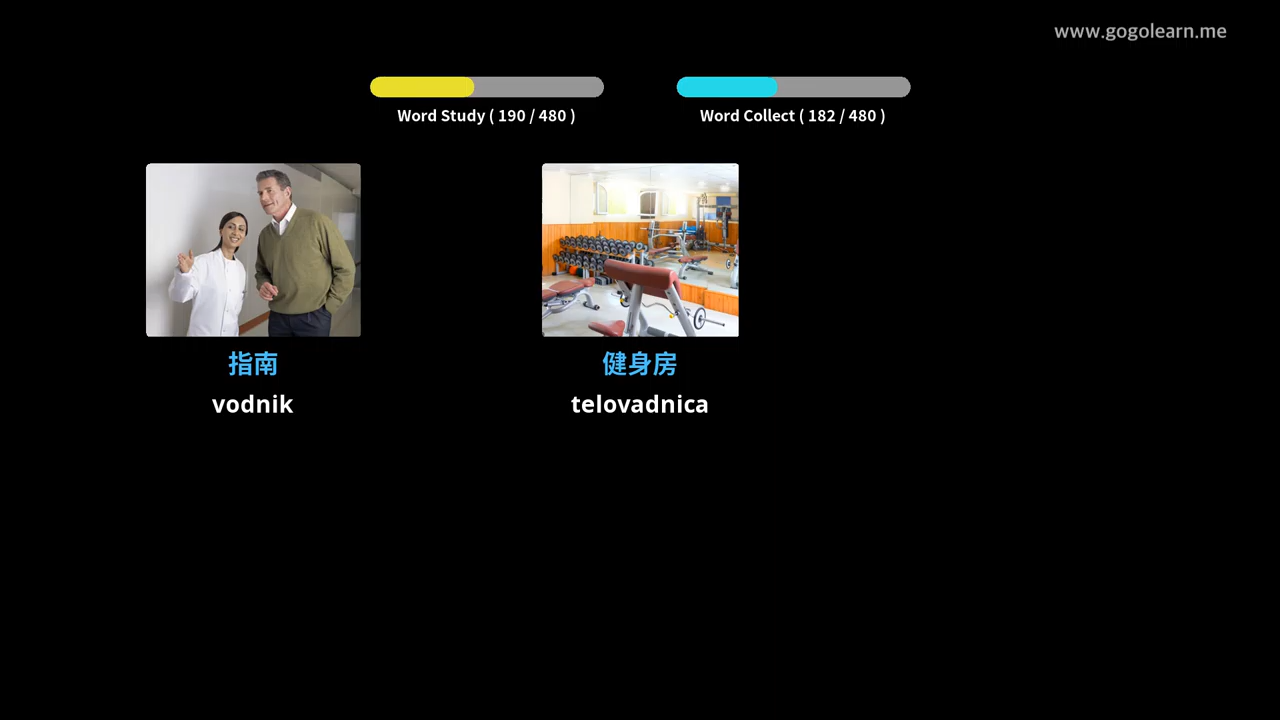 www.gogolearn.me
Word Study ( 190 / 480 )
Word Collect ( 182 / 480 )
指南
vodnik
健身房
telovadnica